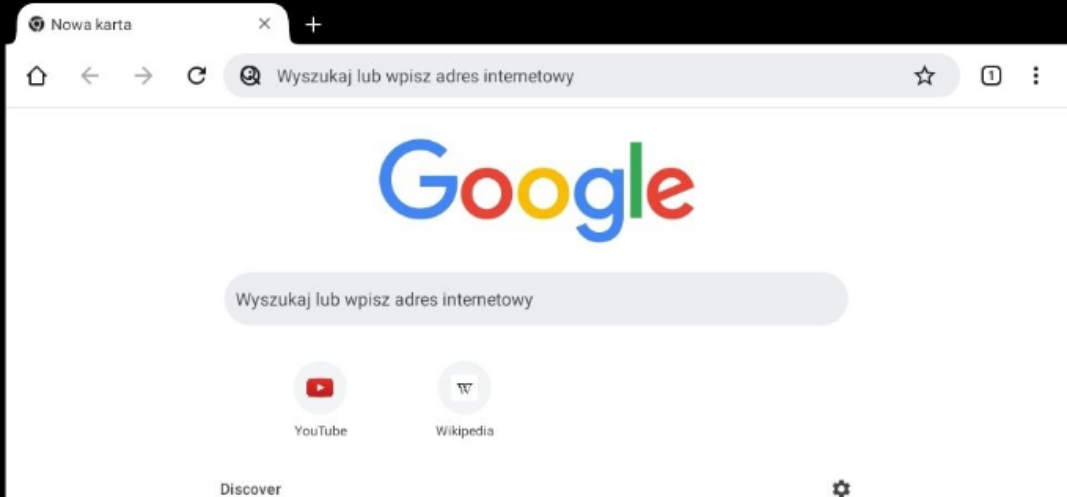 Nowa karta
Wyszukaj lub wpisz adres internetowy
1
Google
Wyszukaj lub wpisz adres internetowy
W
YouTube
Wikipedia
Discover